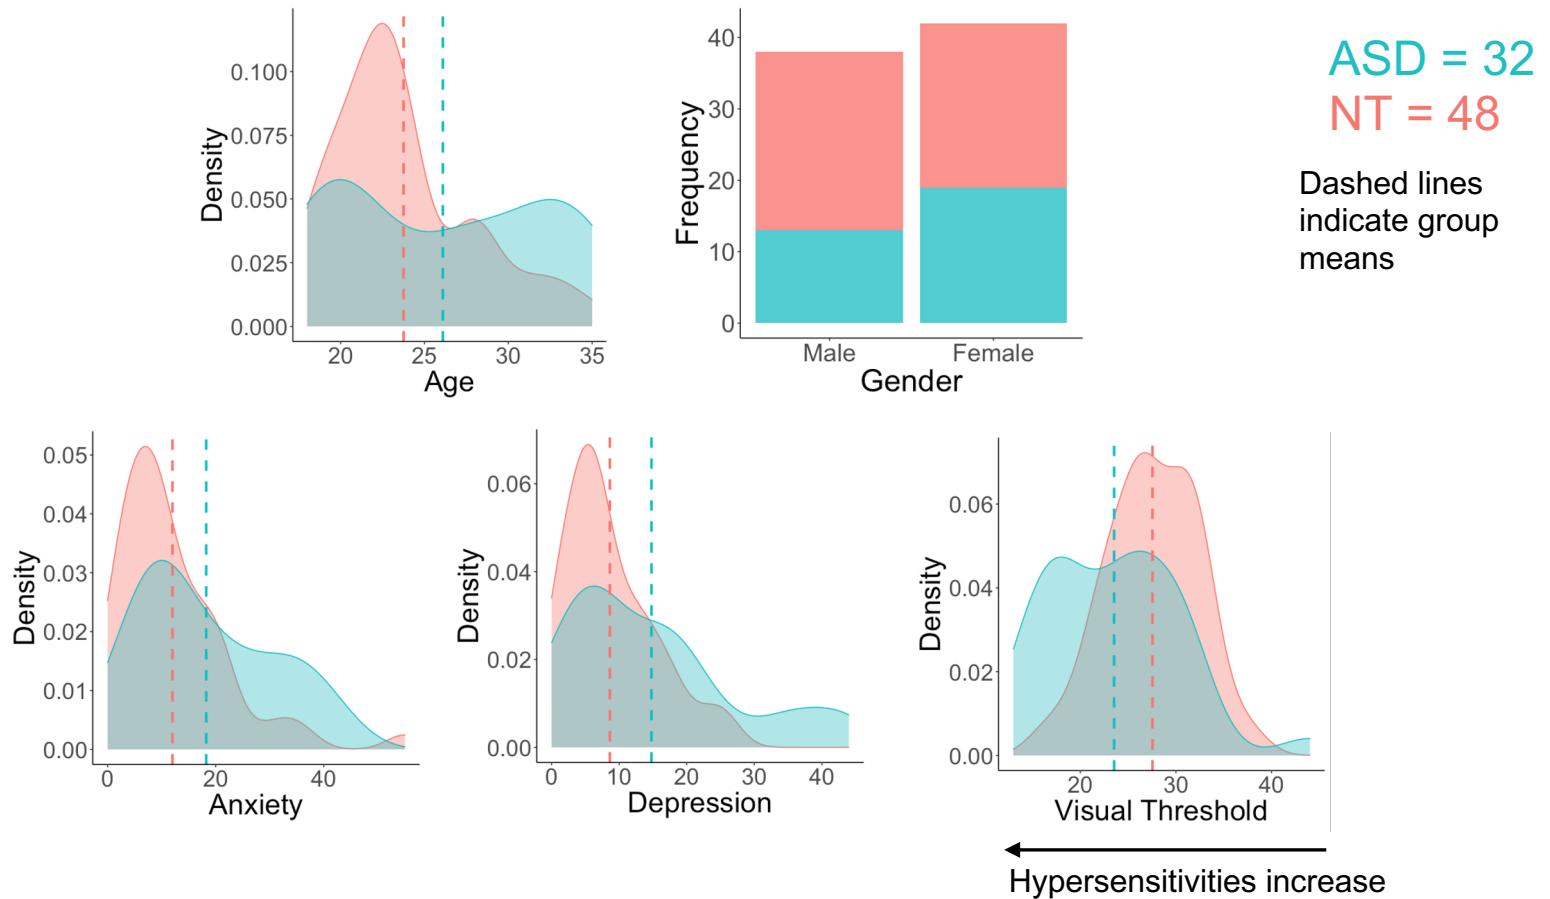 Density
0.100
0.075
0.050
0.025
0.000
20 25 30 35
Age
Frequency
40
30
20
10
0
Male Female
Gender
ASD = 32
NT = 48
Dashed lines
indicate group
means
Density
0.05
0.04
0.03
0.02
0.01
0.00
0 20 40
Anxiety
Density
0.06
0.04
0.02
0.00
0 10 20 30 40
Depression
Density
0.06
0.04
0.02
0.00
20 30 40
Visual Threshold
Hypersensitivities increase